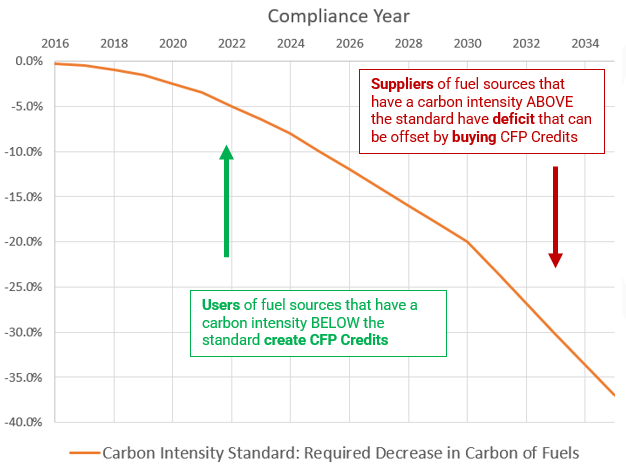 Compliance Year
2016 2018 2020 2022 2024 2026 2028 2030 2032 2034
0.0%
-5.0%
-10.0%
-15.0%
-20.0%
-25.0%
-30.0%
-35.0%
-40.0%
Suppliers of fuel sources that
have a carbon intensity ABOVE
the standard have deficit that can
be offset by buying CFP Credits
Users of fuel sources that have a
carbon intensity BELOW the
standard create CFP Credits
Carbon Intensity Standard: Required Decrease in Carbon of Fuels